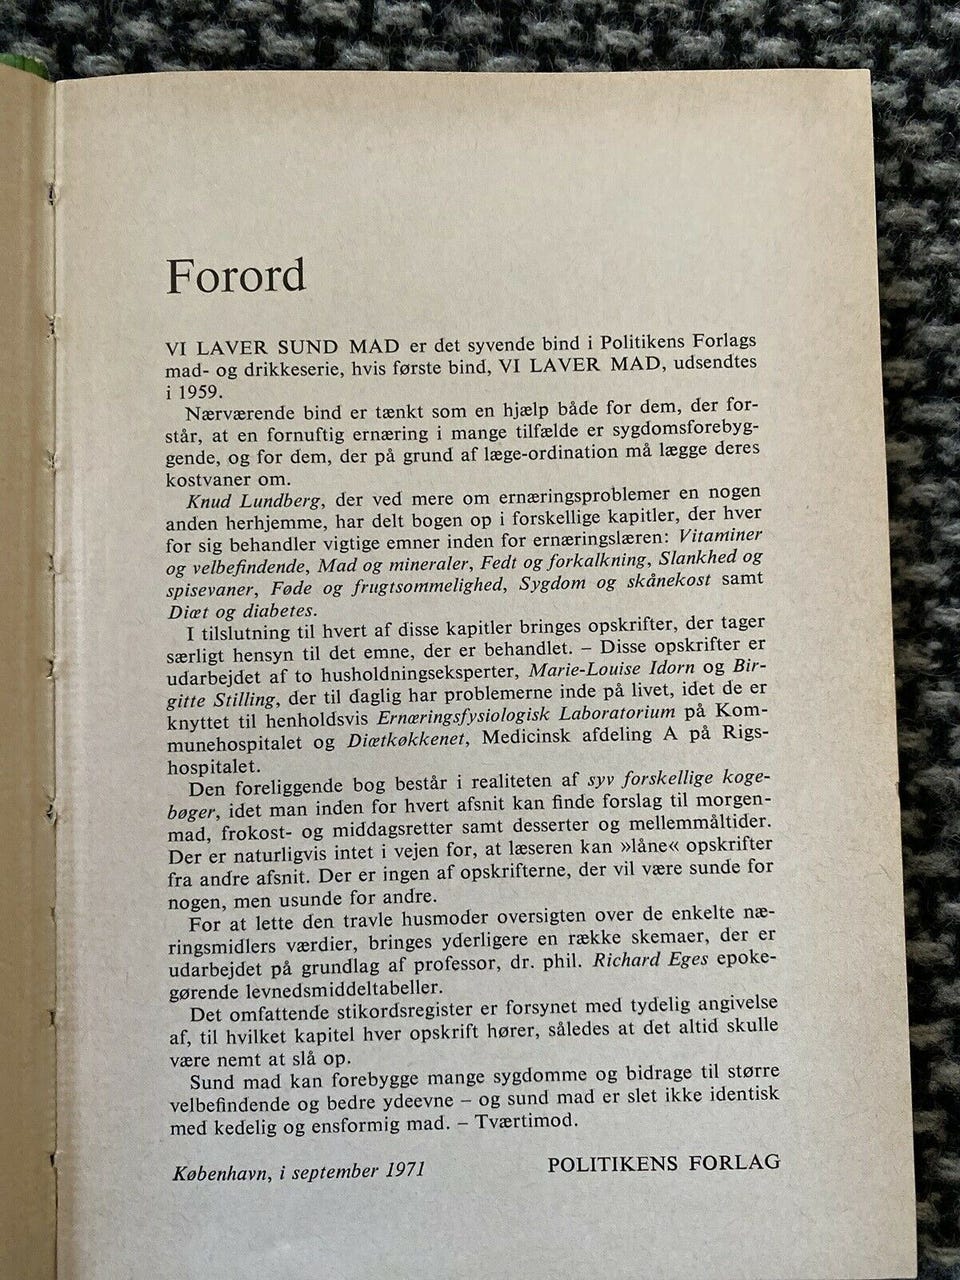 Forord
VI LAVER SUND MAD er det syvende bind i Politikens Forlags
mad- og drikkeserie, hvis første bind, VI LAVER MAD, udsendtes
i 1959.
Nærværende bind er tænkt som en hjælp både for dem, der for-
står, at en fornuftig ernæring i mange tilfælde er sygdomsforebyg-
gende, og for dem, der på grund af læge-ordination må lægge deres
kostvaner om.
Knud Lundberg, der ved mere om ernæringsproblemer en nogen
anden herhjemme, har delt bogen op i forskellige kapitler, der hver
for sig behandler vigtige emner inden for ernæringslæren: Vitaminer
og velbefindende, Mad og mineraler, Fedt og forkalkning, Slankhed og
spisevaner, Føde og frugtsommelighed, Sygdom og skånekost samt
Diæt og diabetes.
I tilslutning til hvert af disse kapitler bringes opskrifter, der tager
særligt hensyn til det emne, der er behandlet. – Disse opskrifter er
udarbejdet af to husholdningseksperter, Marie-Louise Idorn og Bir-
gitte Stilling, der til daglig har problemerne inde på livet, idet de er
knyttet til henholdsvis Ernæringsfysiologisk Laboratorium på Kom-
munehospitalet og Diætkøkkenet, Medicinsk afdeling A på Rigs-
hospitalet.
Den foreliggende bog består i realiteten af syv forskellige koge-
bøger, idet man inden for hvert afsnit kan finde forslag til morgen-
mad, frokost- og middagsretter samt desserter og mellemmåltider.
Der er naturligvis intet i vejen for, at læseren kan »låne« opskrifter
fra andre afsnit. Der er ingen af opskrifterne, der vil være sunde for
nogen, men usunde for andre.
For at lette den travle husmoder oversigten over de enkelte næ-
ringsmidlers værdier, bringes yderligere en række skemaer, der er
udarbejdet på grundlag af professor, dr. phil. Richard Eges epoke-
gørende levnedsmiddeltabeller.
Det omfattende stikordsregister er forsynet med tydelig angivelse
af, til hvilket kapitel hver opskrift hører, således at det altid skulle
være nemt at slå op.
Sund mad kan forebygge mange sygdomme og bidrage til større
velbefindende og bedre ydeevne – og sund mad er slet ikke identisk
med kedelig og ensformig mad. – Tværtimod.
København, i september 1971 POLITIKENS FORLAG